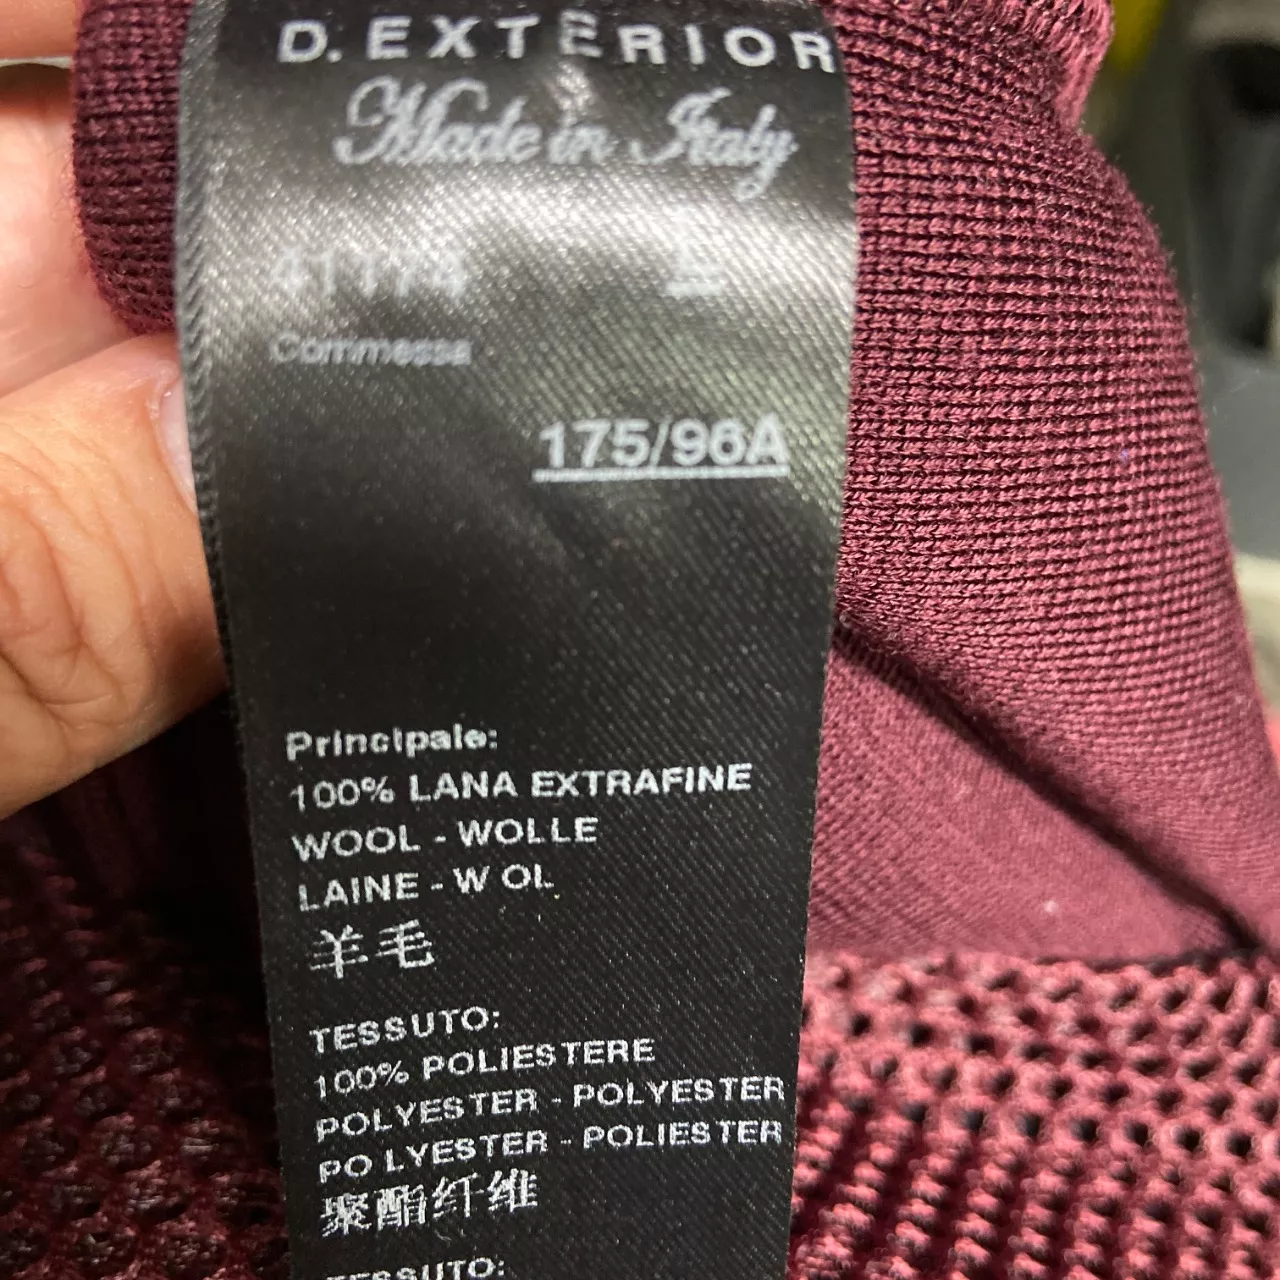 D. EXTERIOR
Made in Italy
Commessa
175/96A
Principale:
100% LANA EXTRAFINE
WOOL - WOLLE
LAINE - W OL
羊毛
TESSUTO:
100% POLIESTERE
POLYESTER - POLYESTER
PO LYESTER - POLIESTER
聚酯纤维
TESSUTO: